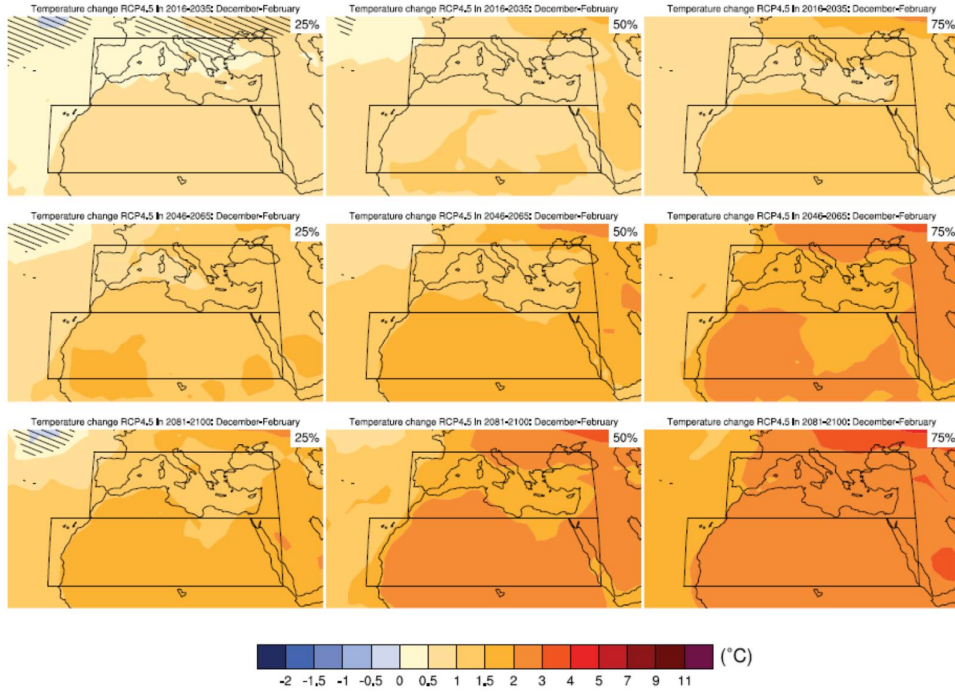 Temperature change RCP4.5 in 2016-2035: December-February
25%
Temperature change RCP4.5 in 2016-2035: December-February
50%
Temperature change RCP4.5 in 2016-2035: December-February
75%
Temperature change RCP4.5 in 2046-2065: December-February
25%
Temperature change RCP4.5 in 2046-2065: December-February
50%
Temperature change RCP4.5 in 2046-2065: December-February
75%
Temperature change RCP4.5 in 2081-2100: December-February
25%
Temperature change RCP4.5 in 2081-2100: December-February
50%
Temperature change RCP4.5 in 2081-2100: December-February
75%
(°C)
-2 -1.5 -1 -0.5 0 0.5 1 1.5 2 3 4 5 7 9 11